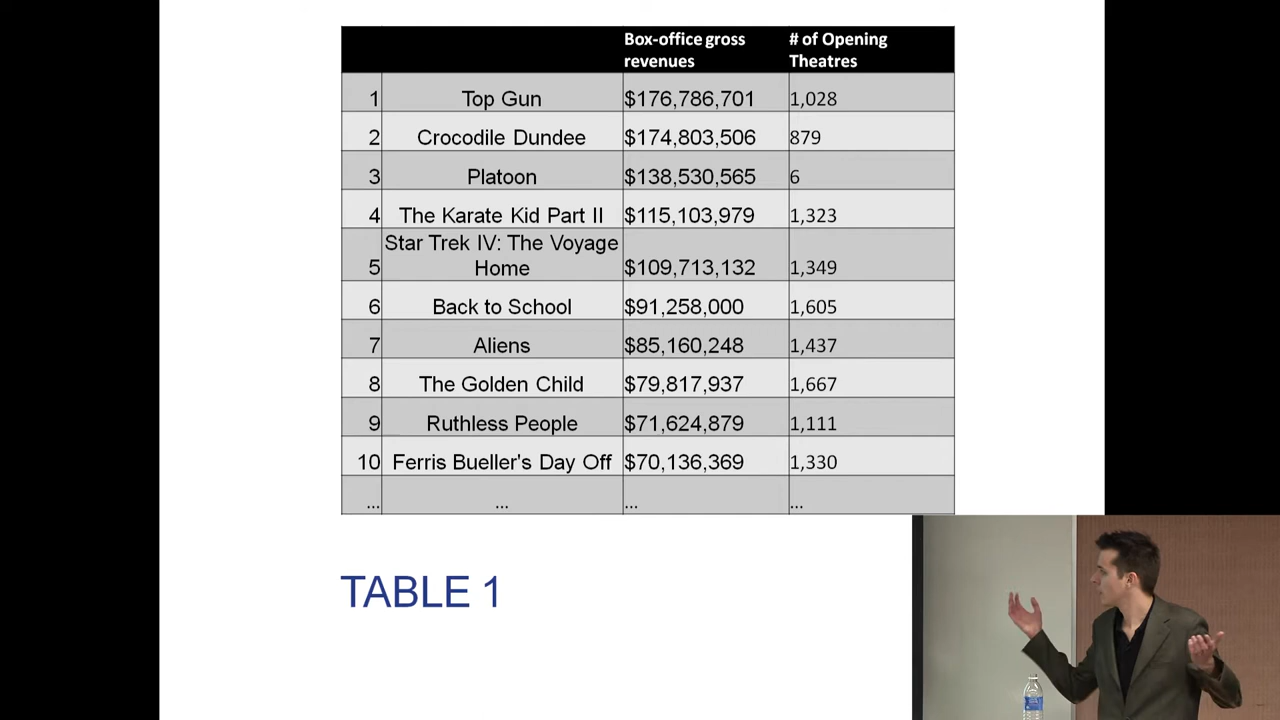 Box-office gross revenues # of Opening Theatres
1 Top Gun $176,786,701 1,028
2 Crocodile Dundee $174,803,506 879
3 Platoon $138,530,565 6
4 The Karate Kid Part II $115,103,979 1,323
5 Star Trek IV: The Voyage Home $109,713,132 1,349
6 Back to School $91,258,000 1,605
7 Aliens $85,160,248 1,437
8 The Golden Child $79,817,937 1,667
9 Ruthless People $71,624,879 1,111
10 Ferris Bueller's Day Off $70,136,369 1,330
... ... ... ...
TABLE 1